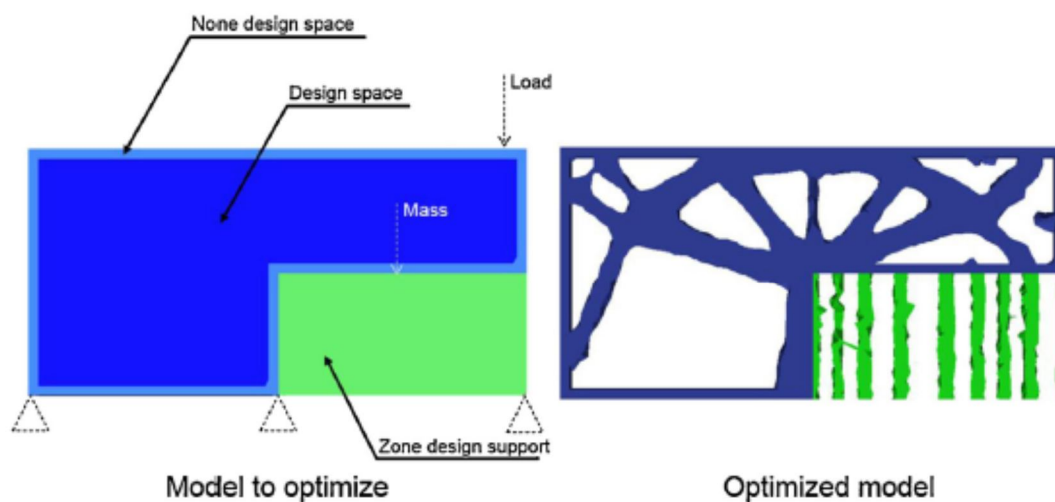 None design space
Design space
Load
Mass
Zone design support
Model to optimize
Optimized model